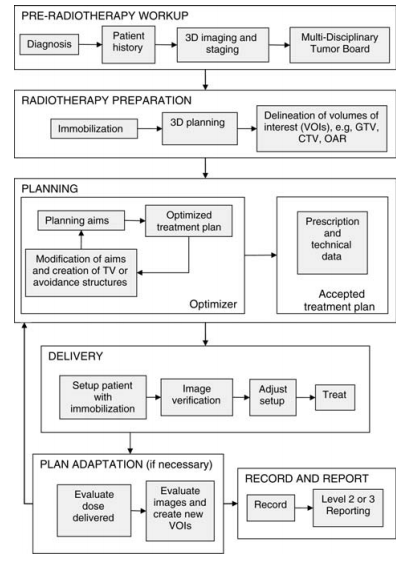 PRE-RADIOTHERAPY WORKUP
Diagnosis
Patient
history
3D imaging and
staging
Multi-Disciplinary
Tumor Board
RADIOTHERAPY PREPARATION
Immobilization
3D planning
Delineation of volumes of
interest (VOIs), e.g, GTV,
CTV, OAR
PLANNING
Planning aims
Optimized
treatment plan
Modification of aims
and creation of TV or
avoidance structures
Optimizer
Prescription
and
technical
data
Accepted
treatment plan
DELIVERY
Setup patient
with
immobilization
Image
verification
Adjust
setup
Treat
PLAN ADAPTATION (if necessary)
Evaluate
dose
delivered
Evaluate
images and
create new
VOIs
RECORD AND REPORT
Record
Level 2 or 3
Reporting